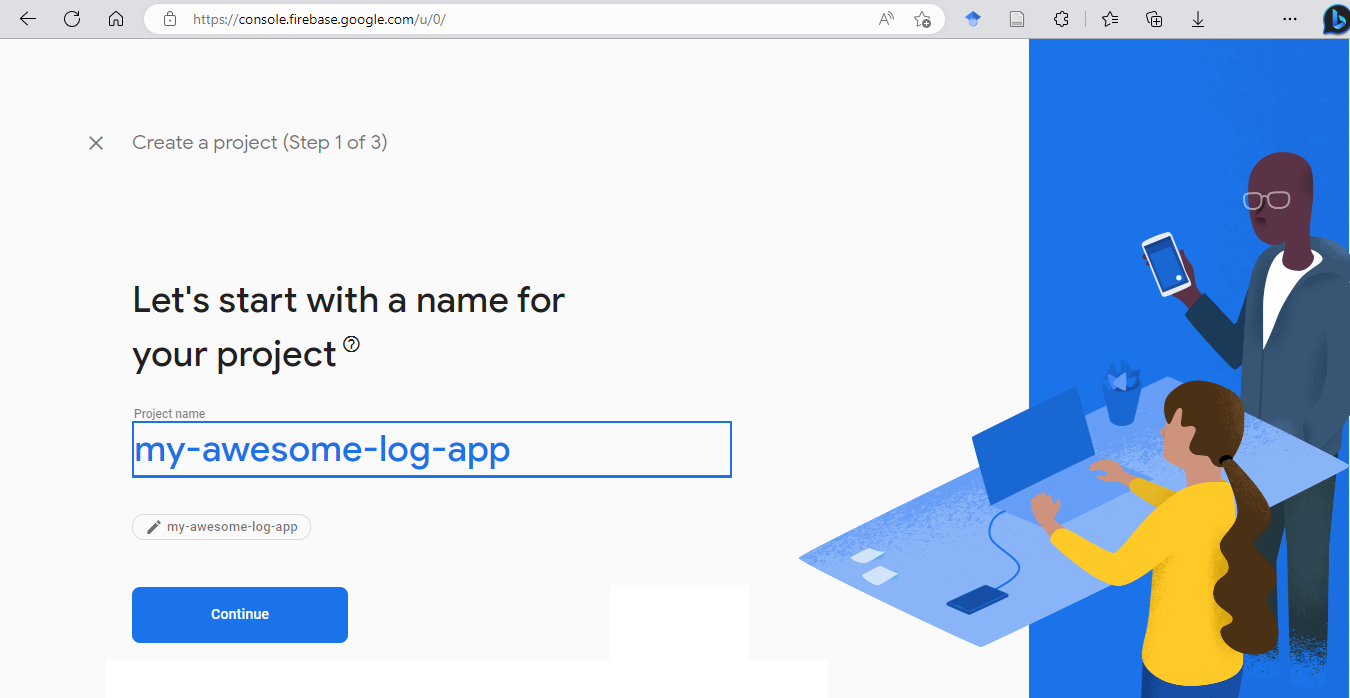 https://console.firebase.google.com/u/0/
Create a project (Step 1 of 3)
Let's start with a name for
your project
Project name
my-awesome-log-app
my-awesome-log-app
Continue